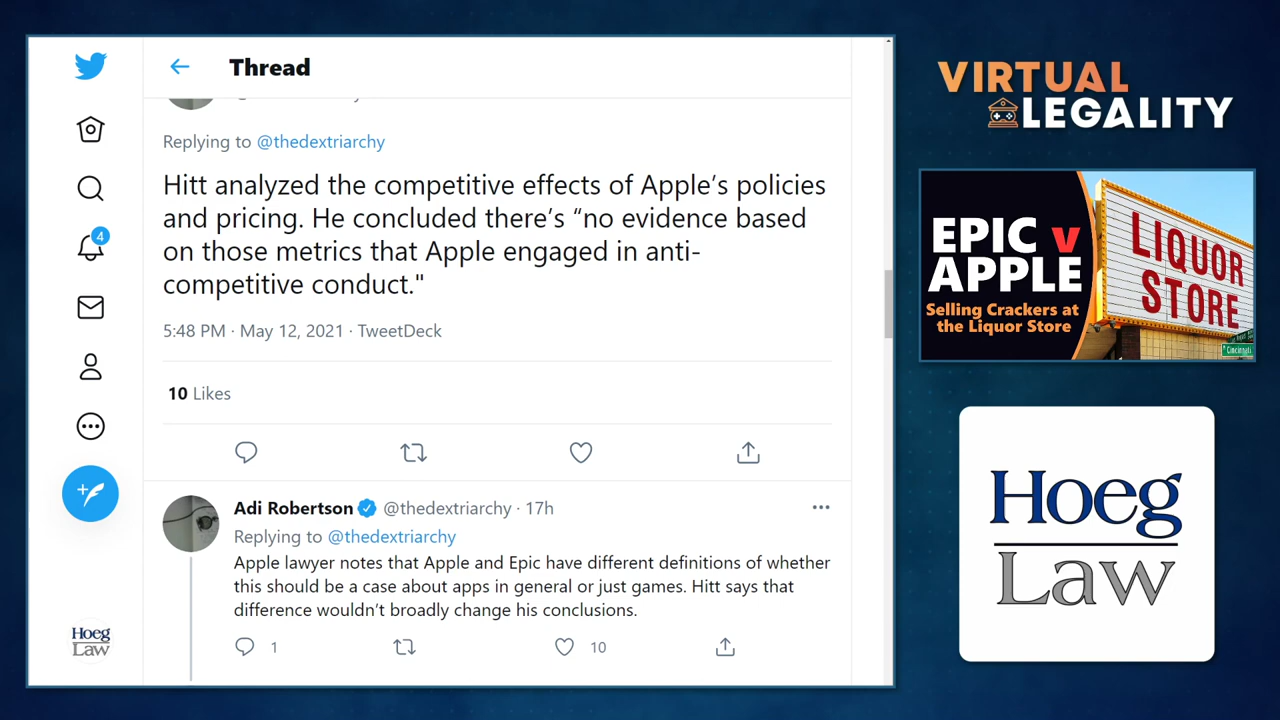 Thread
Replying to @thedextriarchy
Hitt analyzed the competitive effects of Apple’s policies
and pricing. He concluded there’s “no evidence based
on those metrics that Apple engaged in anti-
competitive conduct."
5:48 PM · May 12, 2021 · TweetDeck
10 Likes
Adi Robertson @thedextriarchy · 17h
Replying to @thedextriarchy
Apple lawyer notes that Apple and Epic have different definitions of whether
this should be a case about apps in general or just games. Hitt says that
difference wouldn’t broadly change his conclusions.
1
10
4
Hoeg
Law
VIRTUAL
LEGALITY
EPIC v
APPLE
Selling Crackers at
the Liquor Store
LIQUOR
STORE
Cincinnati
Hoeg
Law